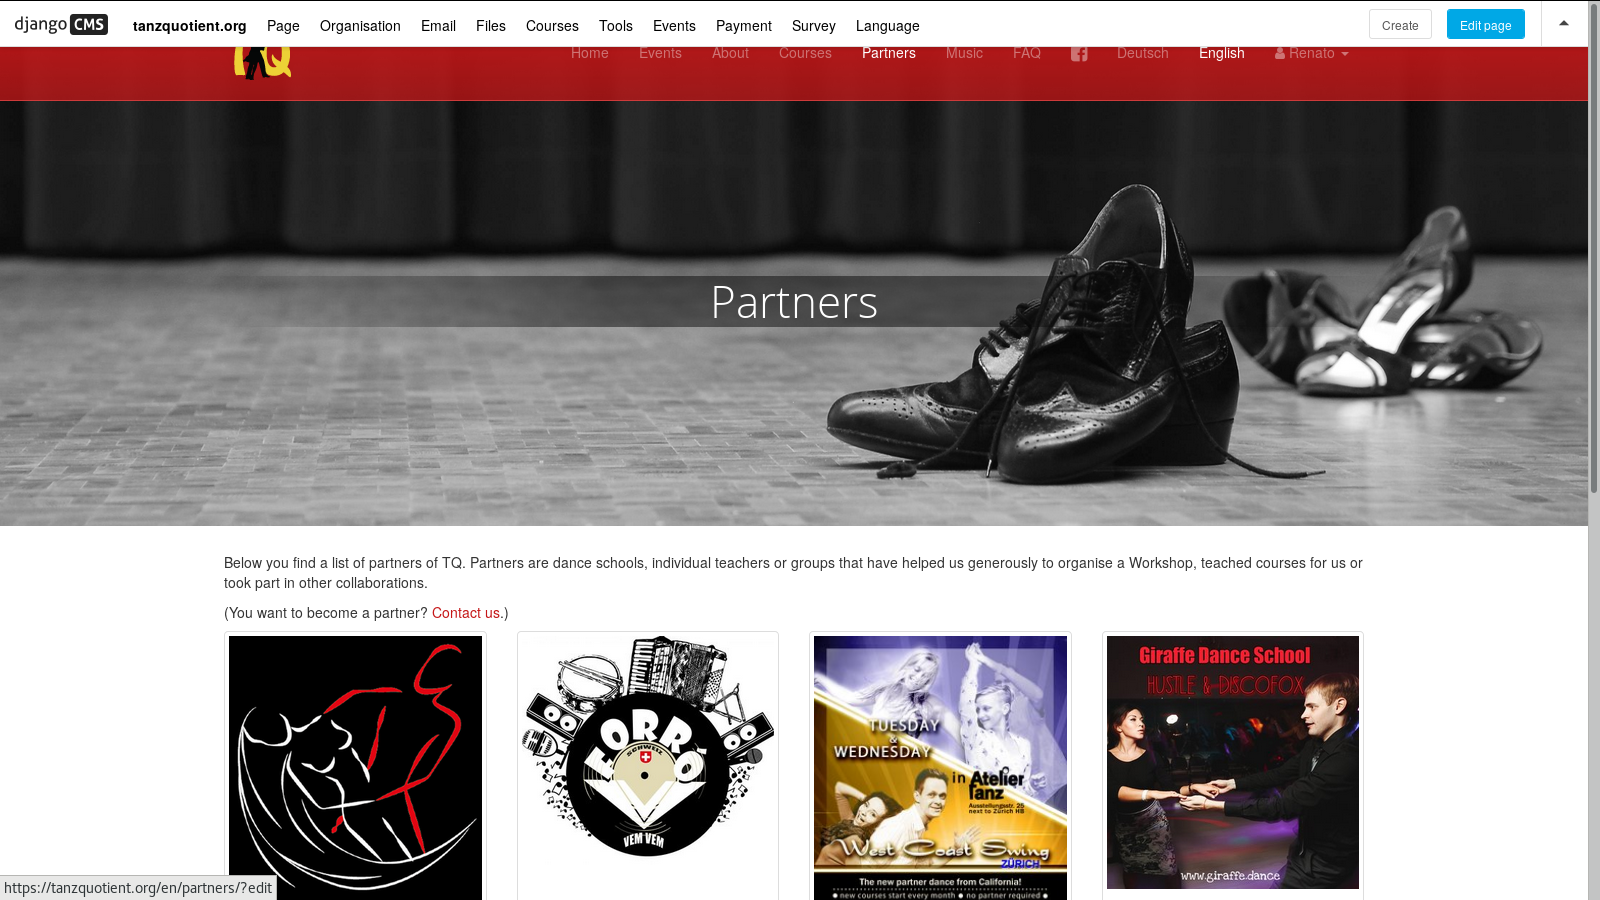 django CMS tanzquotient.org Page Organisation Email Files Courses Tools Events Payment Survey Language Create Edit page
TQ Home Events About Courses Partners Music FAQ Deutsch English Renato
Partners
Below you find a list of partners of TQ. Partners are dance schools, individual teachers or groups that have helped us generously to organise a Workshop, teached courses for us or
took part in other collaborations.
(You want to become a partner? Contact us.)
FORRÓ
SCHWEIZ
VEM VEM
TUESDAY
&
WEDNESDAY
in Atelier
Tanz
Ausstellungsstr. 25
next to Zürich HB
West Coast Swing
ZÜRICH
The new partner dance from California!
new courses start every month no partner required
Giraffe Dance School
HUSTLE & DISCOFOX
www.giraffe.dance
https://tanzquotient.org/en/partners/?edit